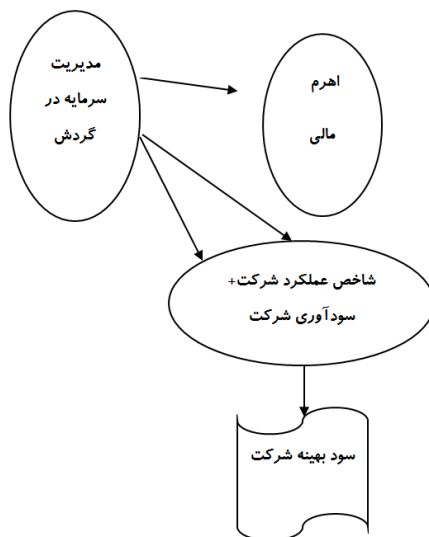 مدیریت
سرمایه در
گردش
اهرم
مالی
شاخص عملکرد شرکت+
سودآوری شرکت
سود بهینه شرکت